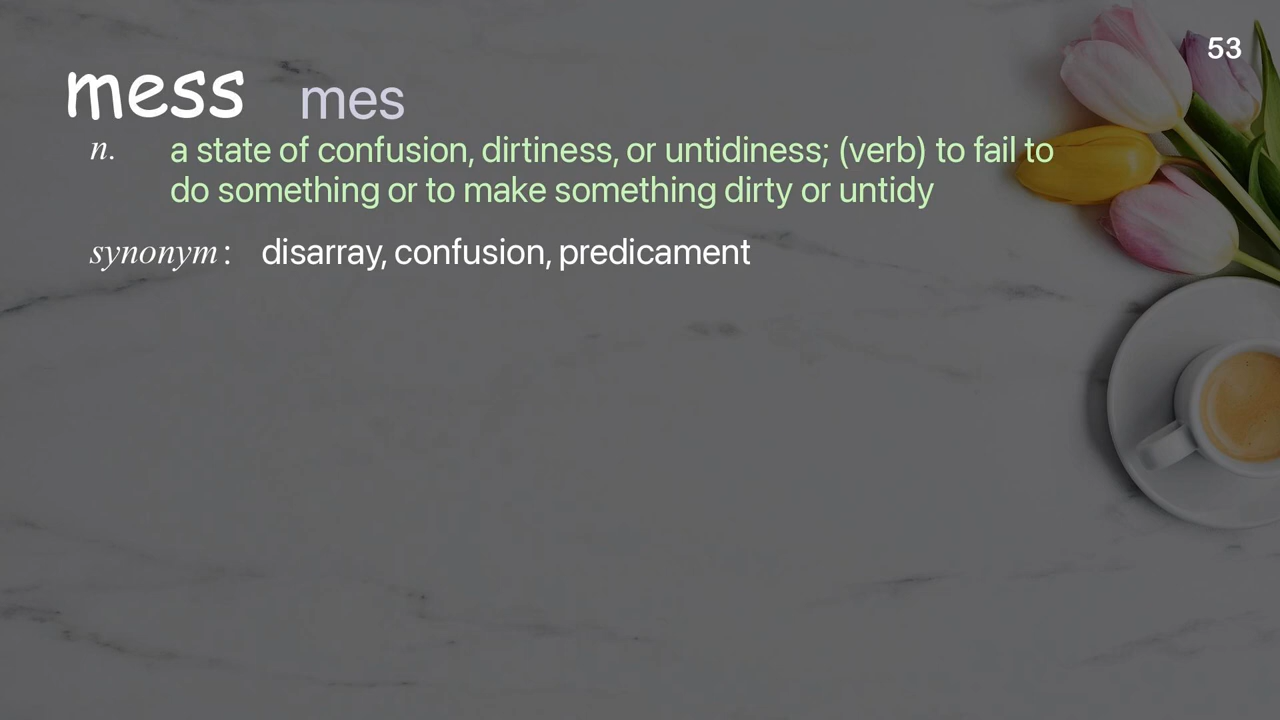 53
mess mes
n. a state of confusion, dirtiness, or untidiness; (verb) to fail to
do something or to make something dirty or untidy
synonym: disarray, confusion, predicament